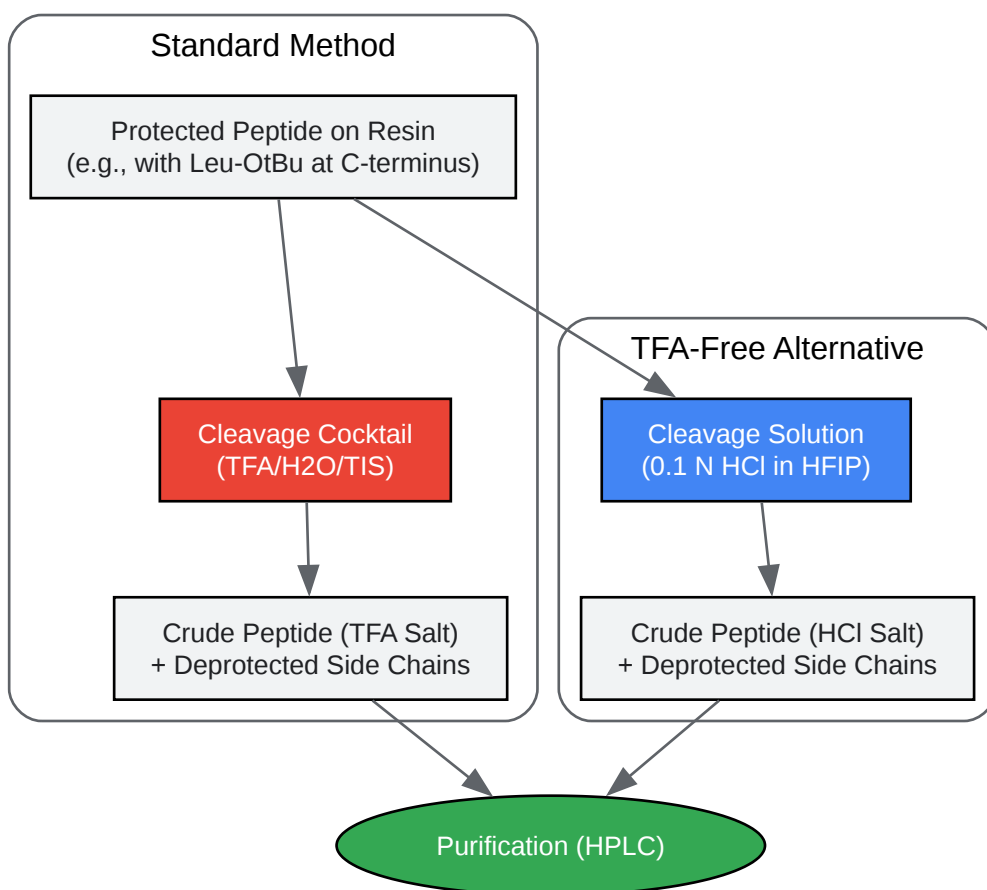 Standard Method
Protected Peptide on Resin
(e.g., with Leu-OtBu at C-terminus)
TFA-Free Alternative
Cleavage Cocktail
(TFA/H2O/TIS)
Cleavage Solution
(0.1 N HCl in HFIP)
Crude Peptide (TFA Salt)
+ Deprotected Side Chains
Crude Peptide (HCl Salt)
+ Deprotected Side Chains
Purification (HPLC)